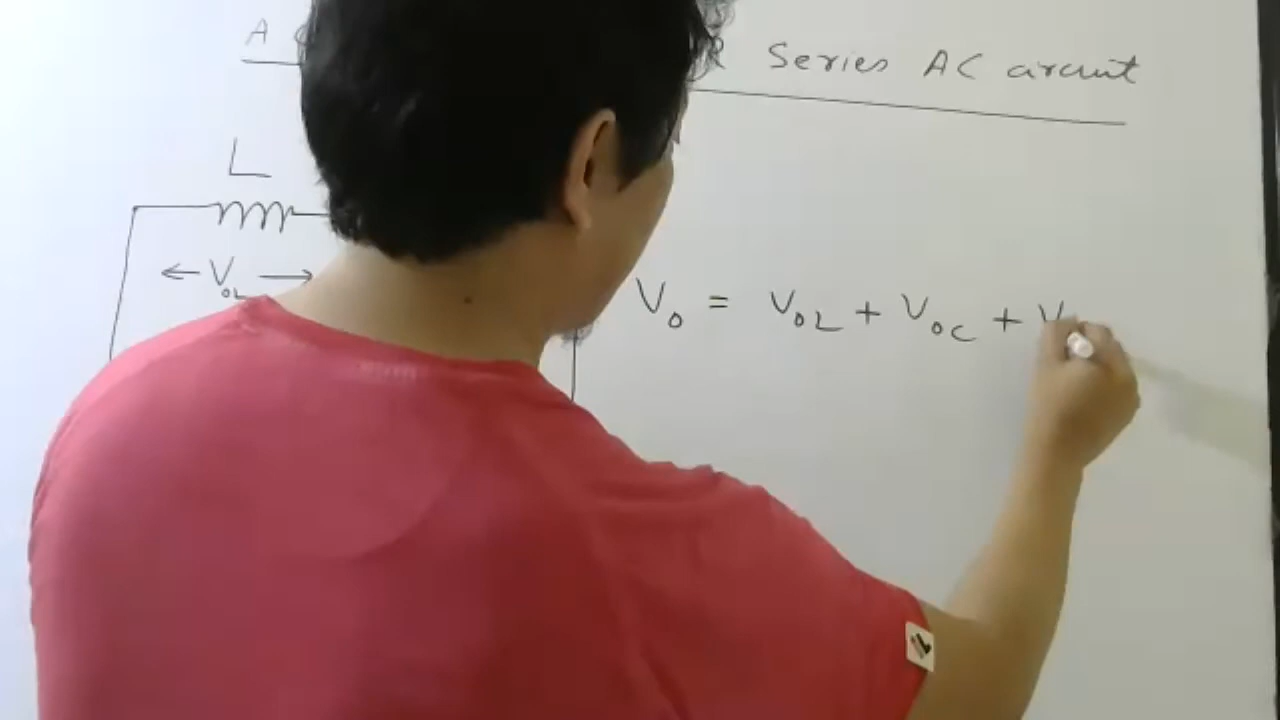 A
R Series AC circuit
L
V₀L
V₀ = V₀L + V₀C + V